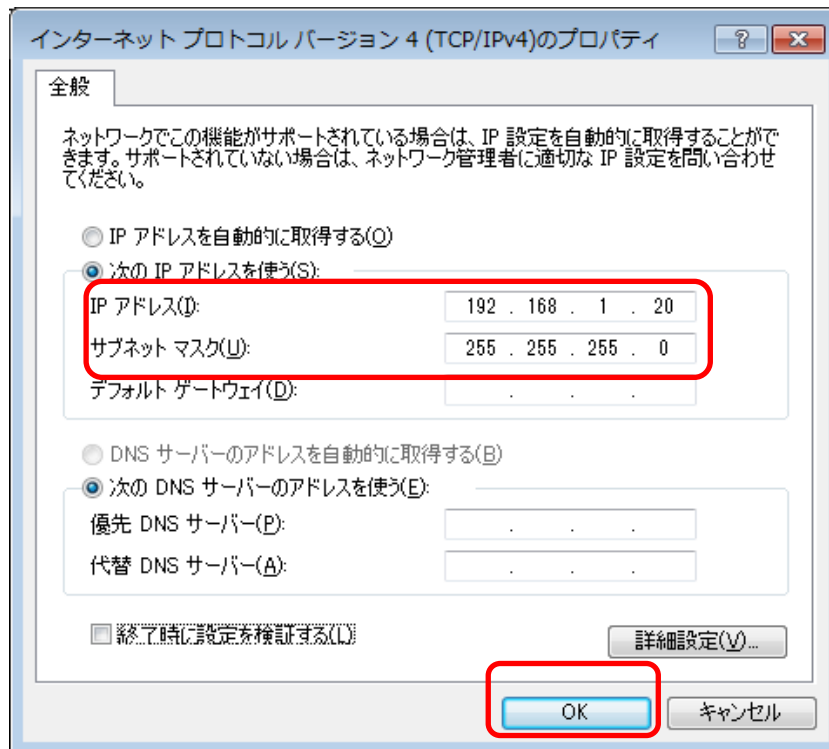 インターネット プロトコル バージョン 4 (TCP/IPv4)のプロパティ
全般
ネットワークでこの機能がサポートされている場合は、IP 設定を自動的に取得することがで
きます。サポートされていない場合は、ネットワーク管理者に適切な IP 設定を問い合わせ
てください。
IP アドレスを自動的に取得する(O)
次の IP アドレスを使う(S):
IP アドレス(I): 192 . 168 . 1 . 20
サブネット マスク(U): 255 . 255 . 255 . 0
デフォルト ゲートウェイ(D): . . .
DNS サーバーのアドレスを自動的に取得する(B)
次の DNS サーバーのアドレスを使う(E):
優先 DNS サーバー(P): . . .
代替 DNS サーバー(A): . . .
終了時に設定を検証する(L)
詳細設定(V)...
OK キャンセル